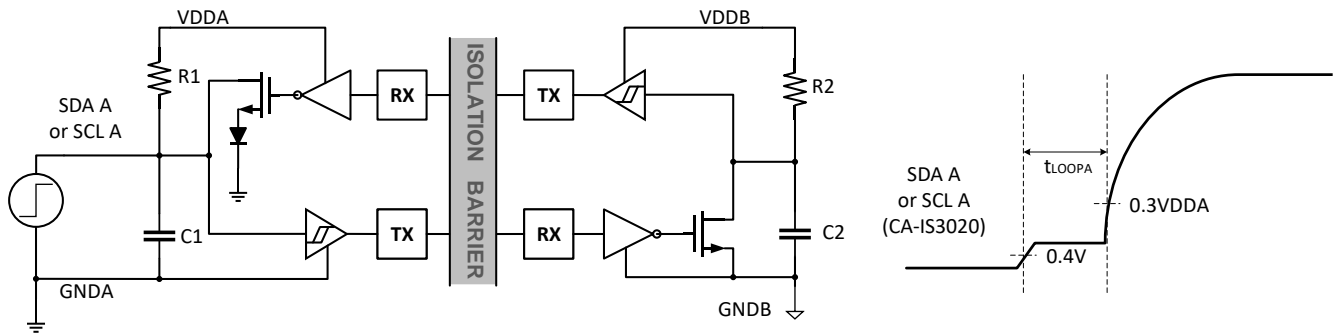 VDDA
VDDB
R1
RX
TX
R2
SDA A
or SCL A
ISOLATION BARRIER
C1
TX
RX
C2
GNDA
GNDB
tLOOPA
SDA A
or SCL A
(CA-IS3020)
0.3VDDA
0.4V